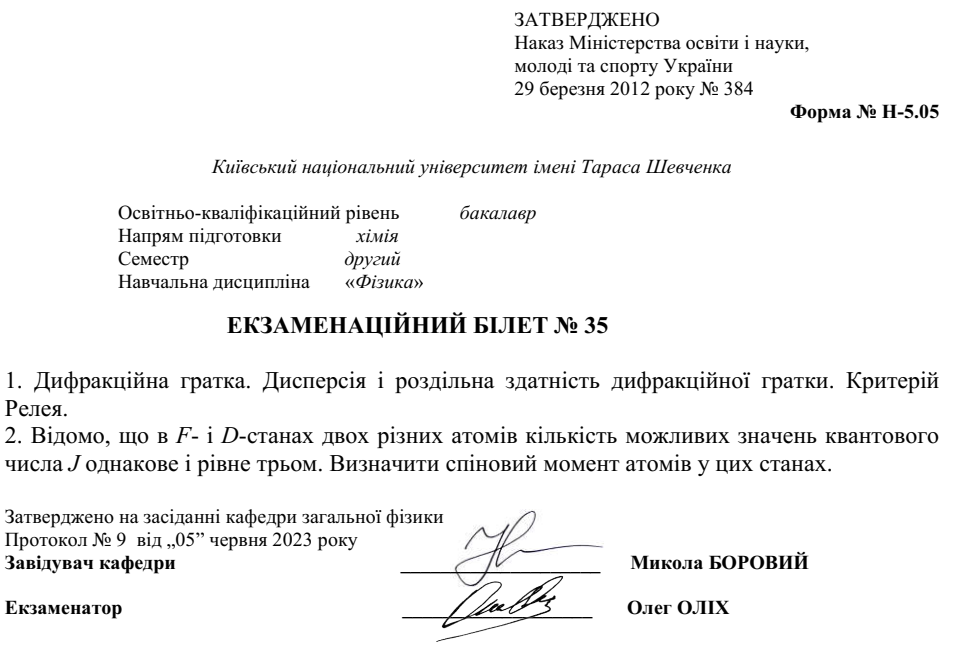 ЗАТВЕРДЖЕНО
Наказ Міністерства освіти і науки,
молоді та спорту України
29 березня 2012 року № 384
Форма № Н-5.05
Київський національний університет імені Тараса Шевченка
Освітньо-кваліфікаційний рівень бакалавр
Напрям підготовки хімія
Семестр другий
Навчальна дисципліна «Фізика»
ЕКЗАМЕНАЦІЙНИЙ БІЛЕТ № 35
1. Дифракційна гратка. Дисперсія і роздільна здатність дифракційної гратки. Критерій
Релея.
2. Відомо, що в F- і D-станах двох різних атомів кількість можливих значень квантового
числа J однакове і рівне трьом. Визначити спіновий момент атомів у цих станах.
Затверджено на засіданні кафедри загальної фізики
Протокол № 9 від „05” червня 2023 року
Завідувач кафедри Микола БОРОВИЙ
Екзаменатор Олег ОЛІХ